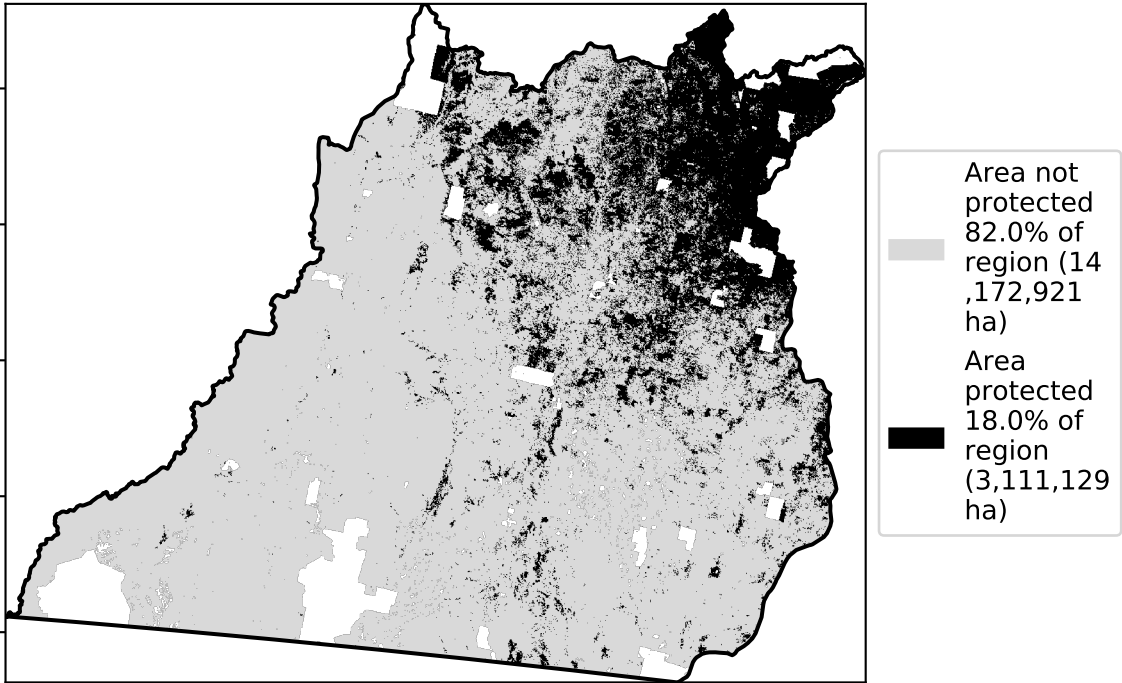 Area not
protected
82.0% of
region (14
,172,921
ha)
Area
protected
18.0% of
region
(3,111,129
ha)